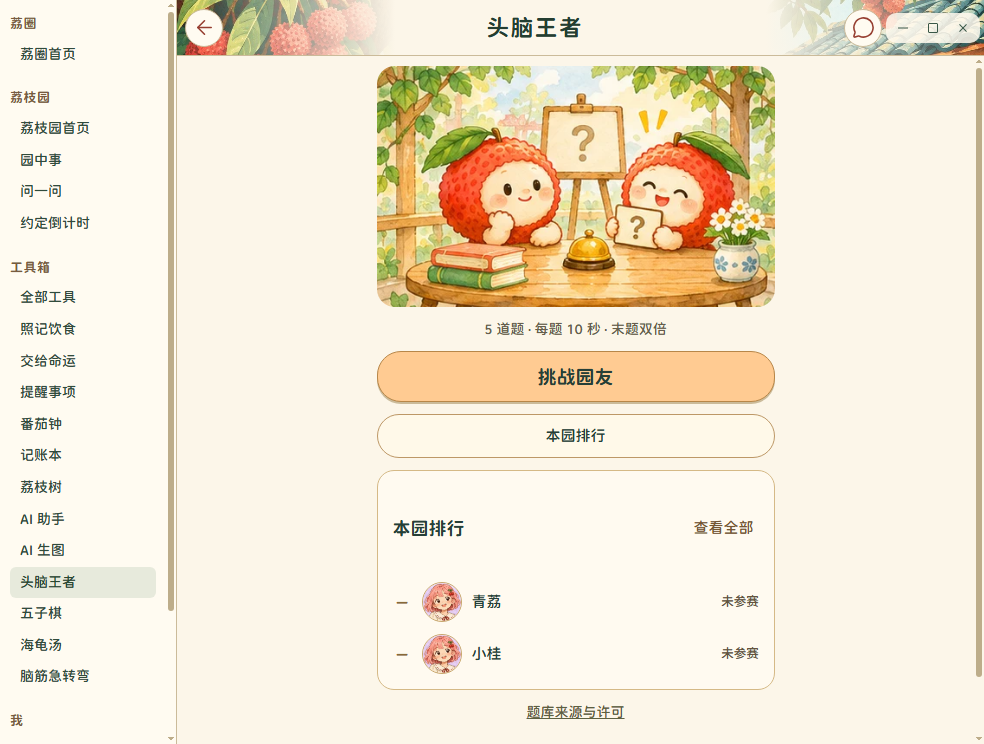 荔圈
荔圈首页
荔枝园
荔枝园首页
园中事
问一问
约定倒计时
工具箱
全部工具
照记饮食
交给命运
提醒事项
番茄钟
记账本
荔枝树
AI 助手
AI 生图
头脑王者
五子棋
海龟汤
脑筋急转弯
我
头脑王者
?
?
5 道题 · 每题 10 秒 · 末题双倍
挑战园友
本园排行
本园排行
查看全部
– 青荔 未参赛
– 小桂 未参赛
题库来源与许可